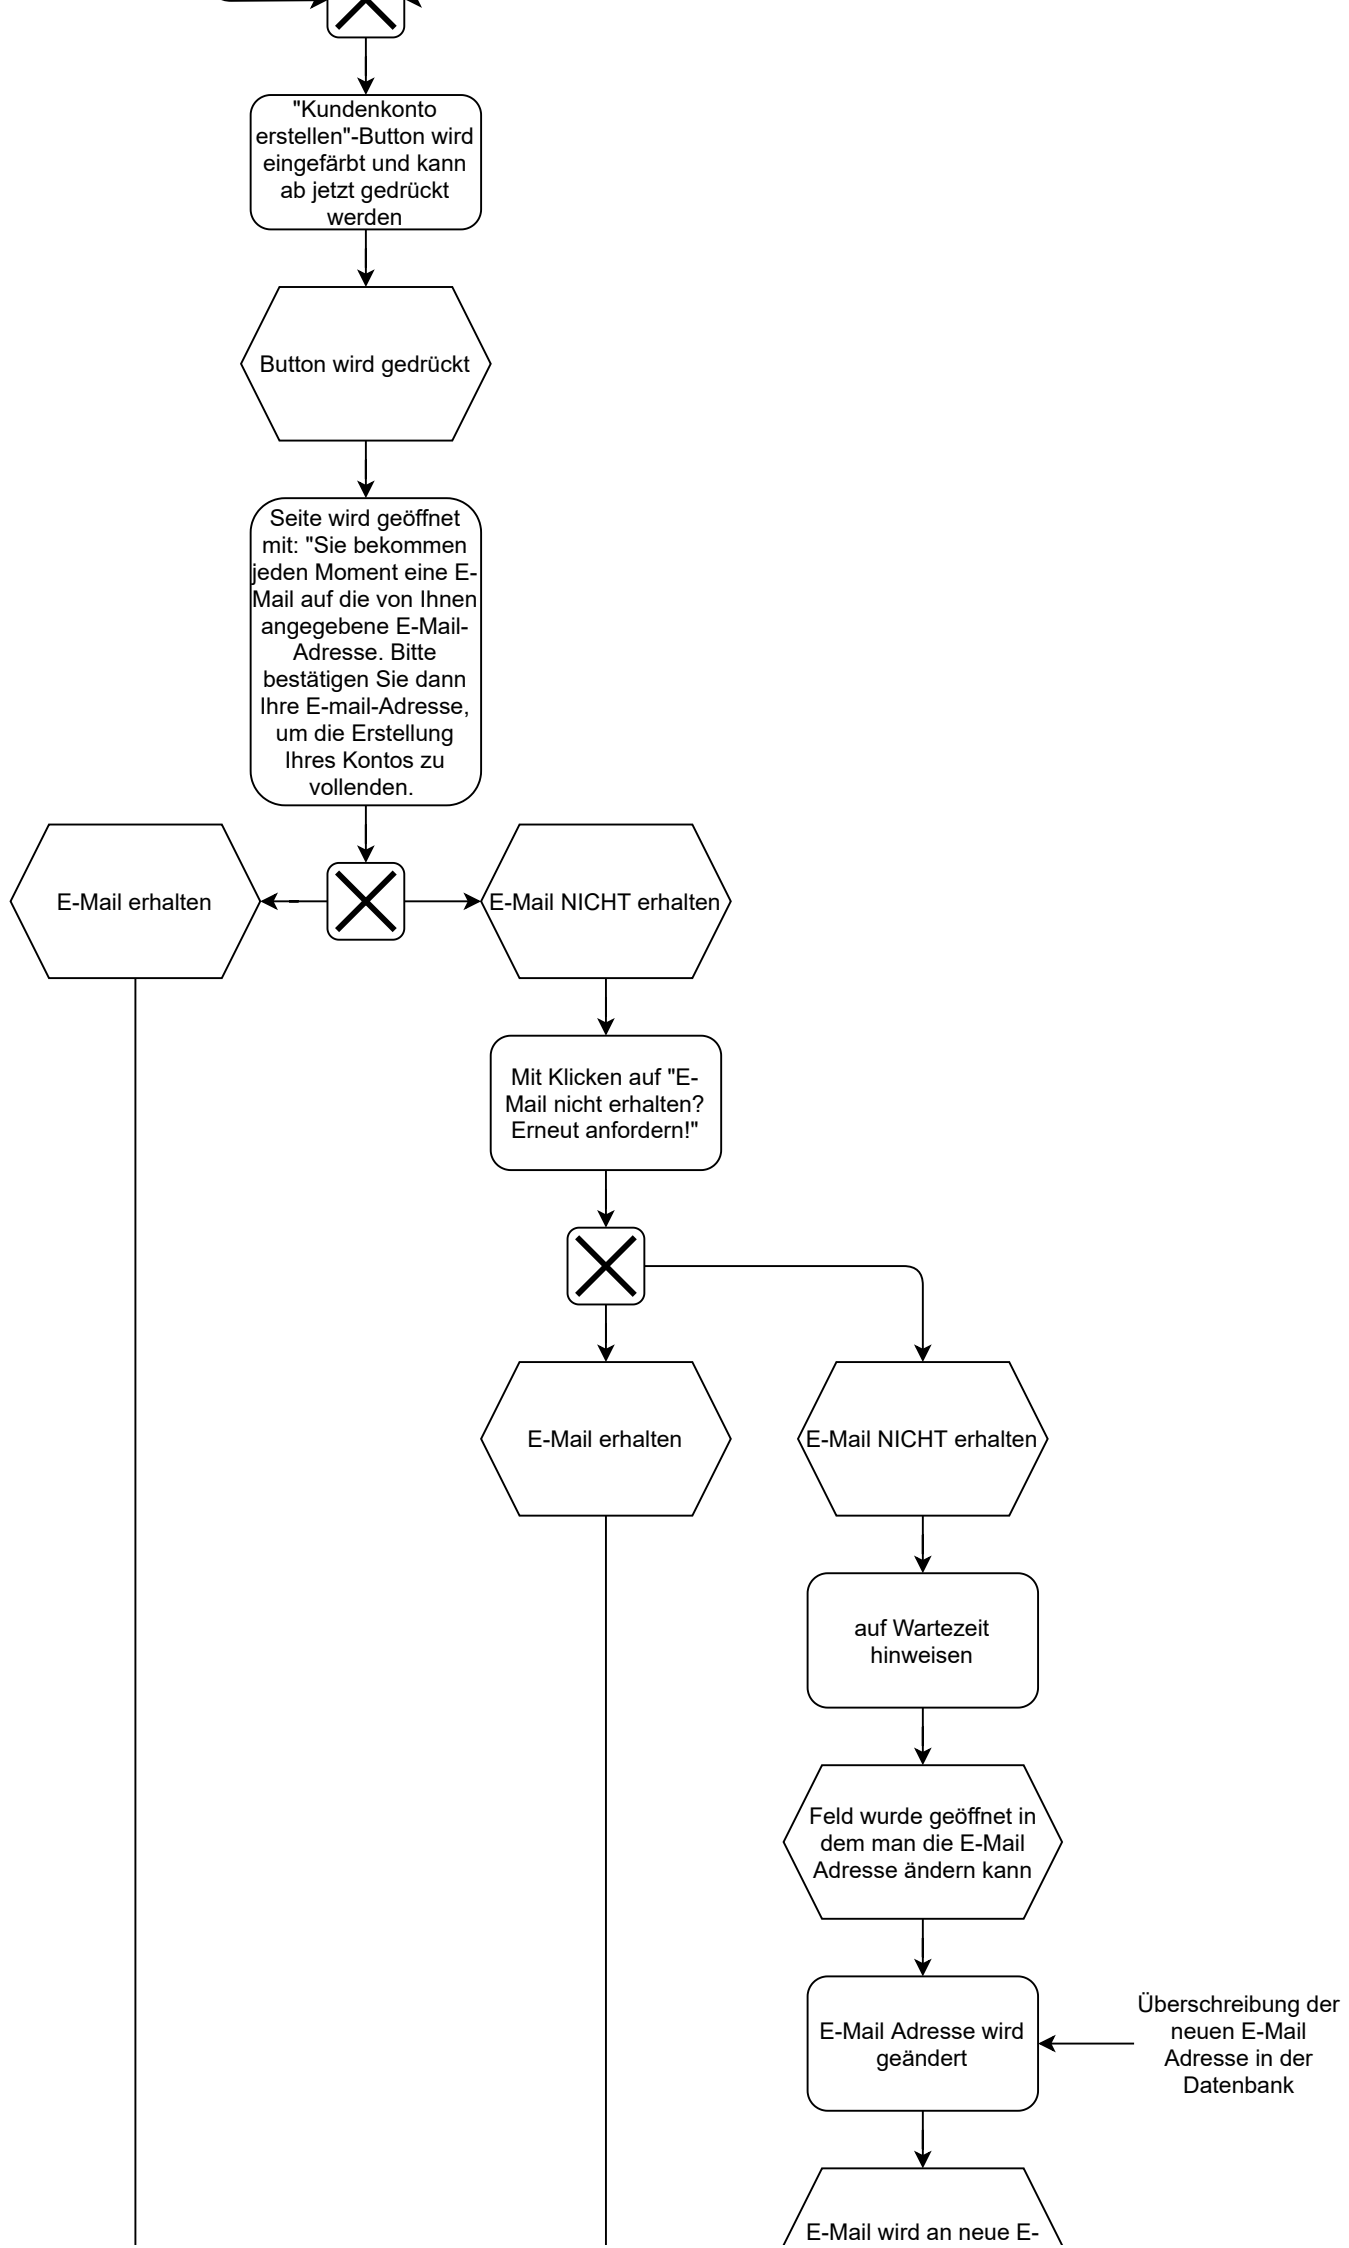 "Kundenkonto
erstellen"-Button wird
eingefärbt und kann
ab jetzt gedrückt
werden
Button wird gedrückt
Seite wird geöffnet
mit: "Sie bekommen
jeden Moment eine E-
Mail auf die von Ihnen
angegebene E-Mail-
Adresse. Bitte
bestätigen Sie dann
Ihre E-mail-Adresse,
um die Erstellung
Ihres Kontos zu
vollenden.
E-Mail erhalten
E-Mail NICHT erhalten
Mit Klicken auf "E-
Mail nicht erhalten?
Erneut anfordern!"
E-Mail erhalten
E-Mail NICHT erhalten
auf Wartezeit
hinweisen
Feld wurde geöffnet in
dem man die E-Mail
Adresse ändern kann
E-Mail Adresse wird
geändert
Überschreibung der
neuen E-Mail
Adresse in der
Datenbank
E-Mail wird an neue E-